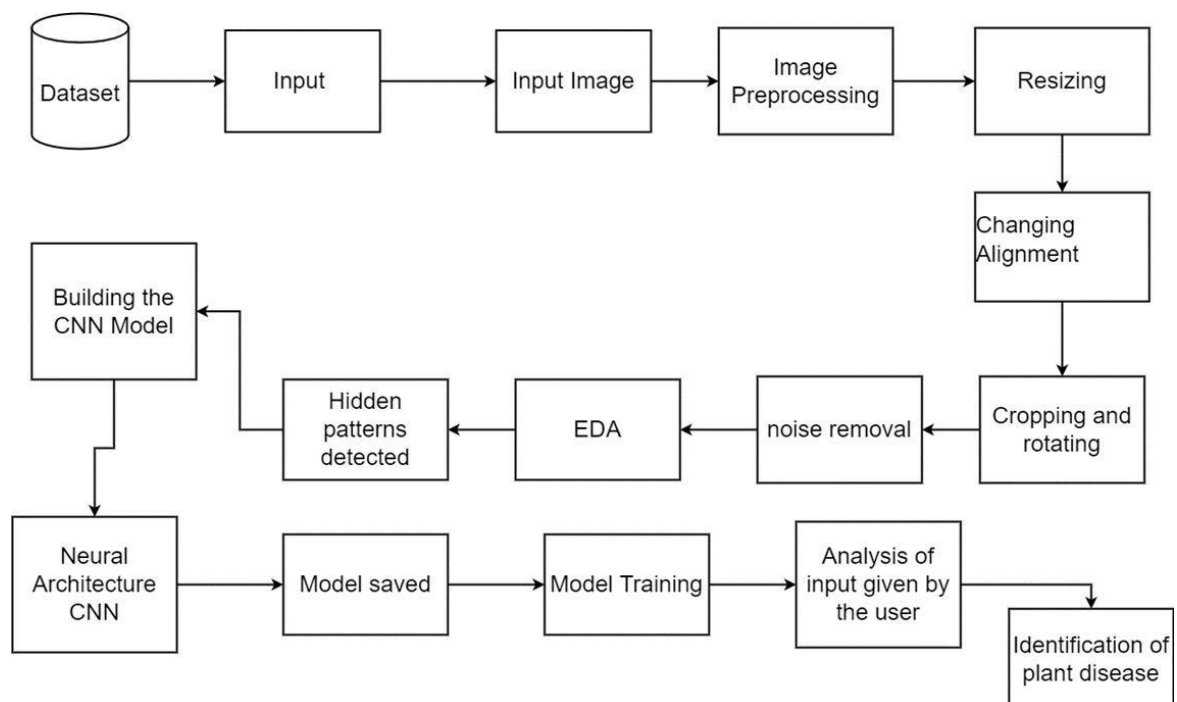 Dataset
Input
Input Image
Image
Preprocessing
Resizing
Changing
Alignment
Building the
CNN Model
Hidden
patterns
detected
EDA
noise removal
Cropping and
rotating
Neural
Architecture
CNN
Model saved
Model Training
Analysis of
input given by
the user
Identification of
plant disease